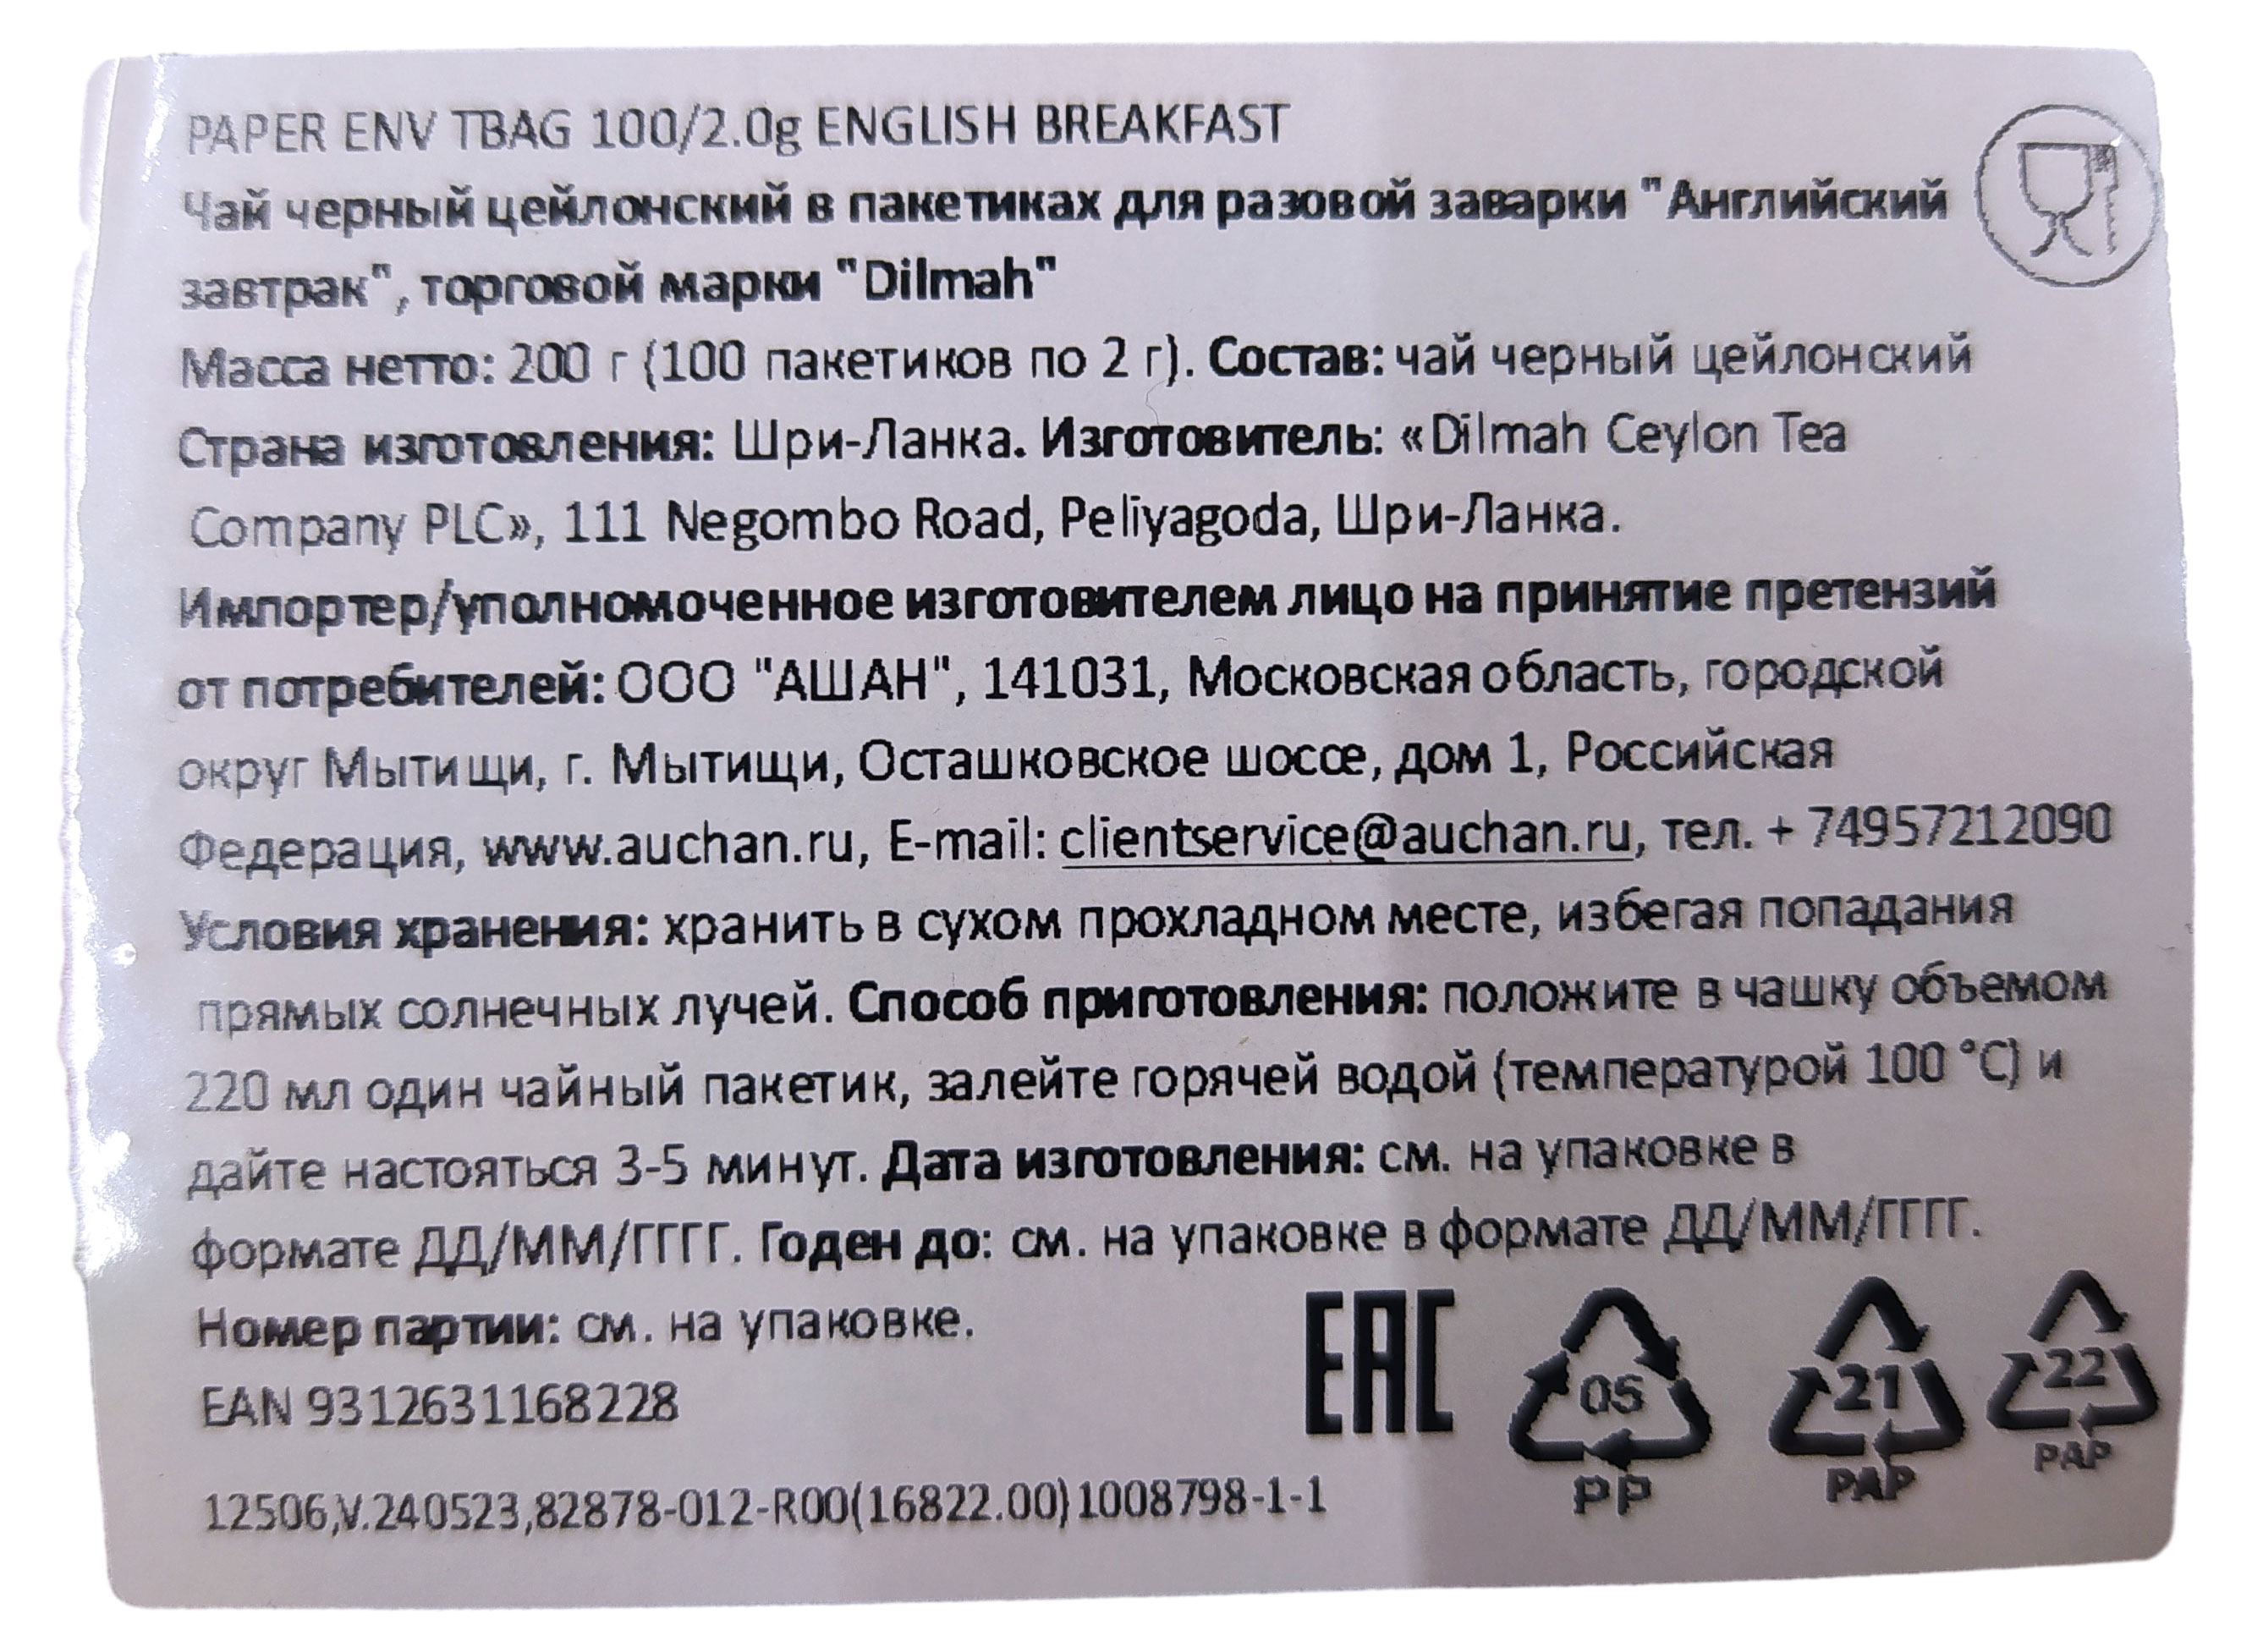 PAPER ENV TBAG 100/2.0g ENGLISH BREAKFAST
Чай черный цейлонский в пакетиках для разовой заварки "Английский
завтрак", торговой марки "Dilmah"
Масса нетто: 200 г (100 пакетиков по 2 г). Состав: чай черный цейлонский
Страна изготовления: Шри-Ланка. Изготовитель: «Dilmah Ceylon Tea
Company PLC», 111 Negombo Road, Peliyagoda, Шри-Ланка.
Импортер/уполномоченное изготовителем лицо на принятие претензий
от потребителей: ООО "АШАН", 141031, Московская область, городской
округ Мытищи, г. Мытищи, Осташковское шоссе, дом 1, Российская
Федерация, www.auchan.ru, E-mail: clientservice@auchan.ru, тел. + 74957212090
Условия хранения: хранить в сухом прохладном месте, избегая попадания
прямых солнечных лучей. Способ приготовления: положите в чашку объемом
220 мл один чайный пакетик, залейте горячей водой (температурой 100 °C) и
дайте настояться 3-5 минут. Дата изготовления: см. на упаковке в
формате ДД/ММ/ГГГГ. Годен до: см. на упаковке в формате ДД/ММ/ГГГГ.
Номер партии: см. на упаковке.
EAN 9312631168228
EAC 05 21 22
PP PAP PAP
12506,V.240523,82878-012-R00(16822.00)1008798-1-1